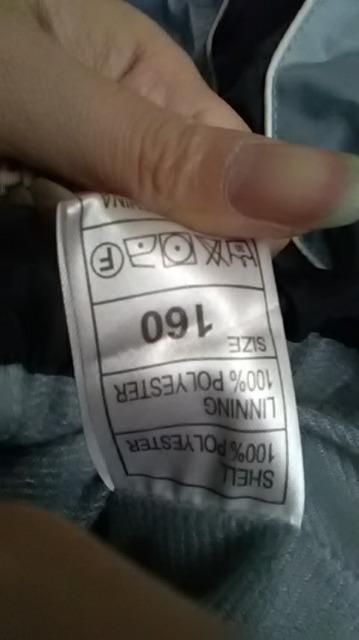 SHELL
100% POLYESTER
LINNING
100% POLYESTER
SIZE
160
F